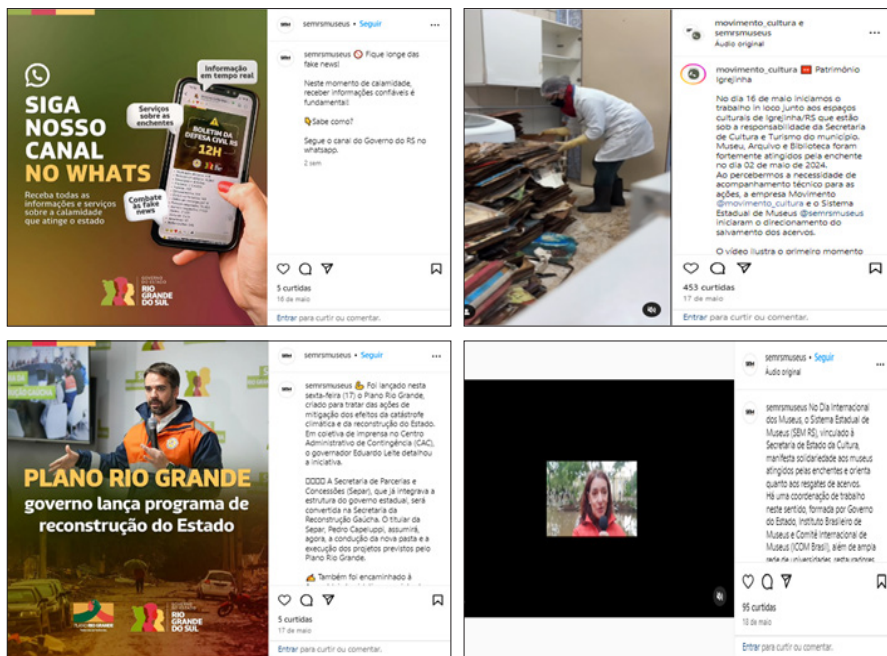 SIGA
NOSSO
CANAL
NO WHATS
Receba todas as
informações e serviços
sobre a calamidade
que atinge o estado
Informação
em tempo real
Serviços
sobre as
enchentes
BOLETIM DA
DEFESA CIVIL RS
12H
Combate
às fake
news
GOVERNO
DO ESTADO
RIO
GRANDE
DO SUL
semrsmuseus • Seguir
semrsmuseus Fique longe das
fake news!
Neste momento de calamidade,
receber informações confiáveis é
fundamental!
Sabe como?
Segue o canal do Governo do RS no
whatsapp.
2 sem
5 curtidas
16 de maio
Entrar para curtir ou comentar.
movimento_cultura e
semrsmuseus
Áudio original
movimento_cultura Patrimônio
Igrejinha
No dia 16 de maio iniciamos o
trabalho in loco junto aos espaços
culturais de Igrejinha/RS que estão
sob a responsabilidade da Secretaria
de Cultura e Turismo do município.
Museu, Arquivo e Biblioteca foram
fortemente atingidos pela enchente
no dia 02 de maio de 2024.
Ao percebermos a necessidade de
acompanhamento técnico para as
ações, a empresa Movimento
@movimento_cultura e o Sistema
Estadual de Museus @semrsmuseus
iniciaram o direcionamento do
salvamento dos acervos.
O vídeo ilustra o primeiro momento
453 curtidas
17 de maio
Entrar para curtir ou comentar.
PLANO RIO GRANDE
governo lança programa de
reconstrução do Estado
PLANO RIO GRANDE
RIO
GRANDE
DO SUL
semrsmuseus • Seguir
semrsmuseus Foi lançado nesta
sexta-feira (17) o Plano Rio Grande,
criado para tratar das ações de
mitigação dos efeitos da catástrofe
climática e da reconstrução do Estado.
Em coletiva de imprensa no Centro
Administrativo de Contingência (CAC),
o governador Eduardo Leite detalhou
a iniciativa.
A Secretaria de Parcerias e
Concessões (Separ), que já integrava a
estrutura do governo estadual, será
convertida na Secretaria da
Reconstrução Gaúcha. O titular da
Separ, Pedro Capeluppi, assumirá,
agora, a condução da nova pasta e a
execução dos projetos previstos pelo
Plano Rio Grande.
Também foi encaminhado à
5 curtidas
17 de maio
Entrar para curtir ou comentar.
semrsmuseus • Seguir
Áudio original
semrsmuseus No Dia Internacional
dos Museus, o Sistema Estadual de
Museus (SEM RS), vinculado à
Secretaria de Estado da Cultura,
manifesta solidariedade aos museus
atingidos pelas enchentes e orienta
quanto aos resgates de acervos.
Há uma coordenação de trabalho
neste sentido, formada por Governo
do Estado, Instituto Brasileiro de
Museus e Comitê Internacional de
Museus (ICOM Brasil), além de ampla
rede de universidades, restauradores
95 curtidas
18 de maio
Entrar para curtir ou comentar.